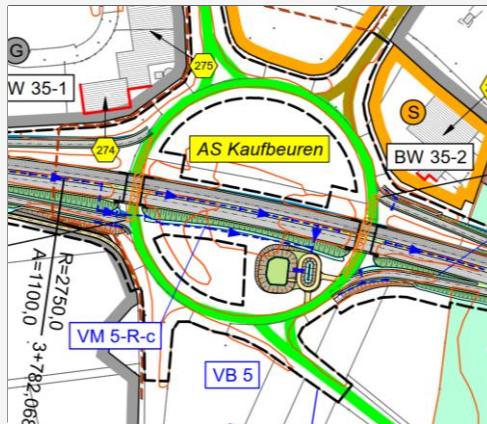 G
275
W 35-1
274
AS Kaufbeuren
S
BW 35-2
R=2750,0
A=1100,0
3+782,068
VM 5-R-c
VB 5